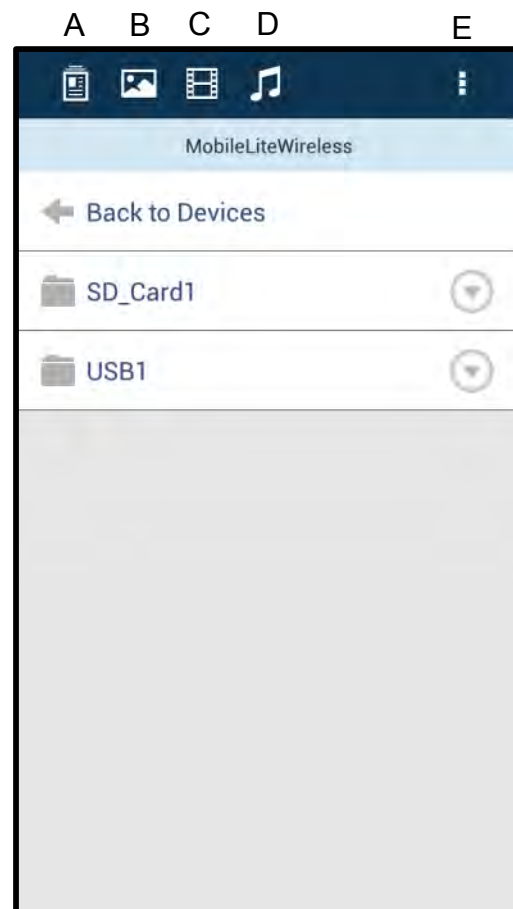 A B C D E
MobileLiteWireless
Back to Devices
SD_Card1
USB1